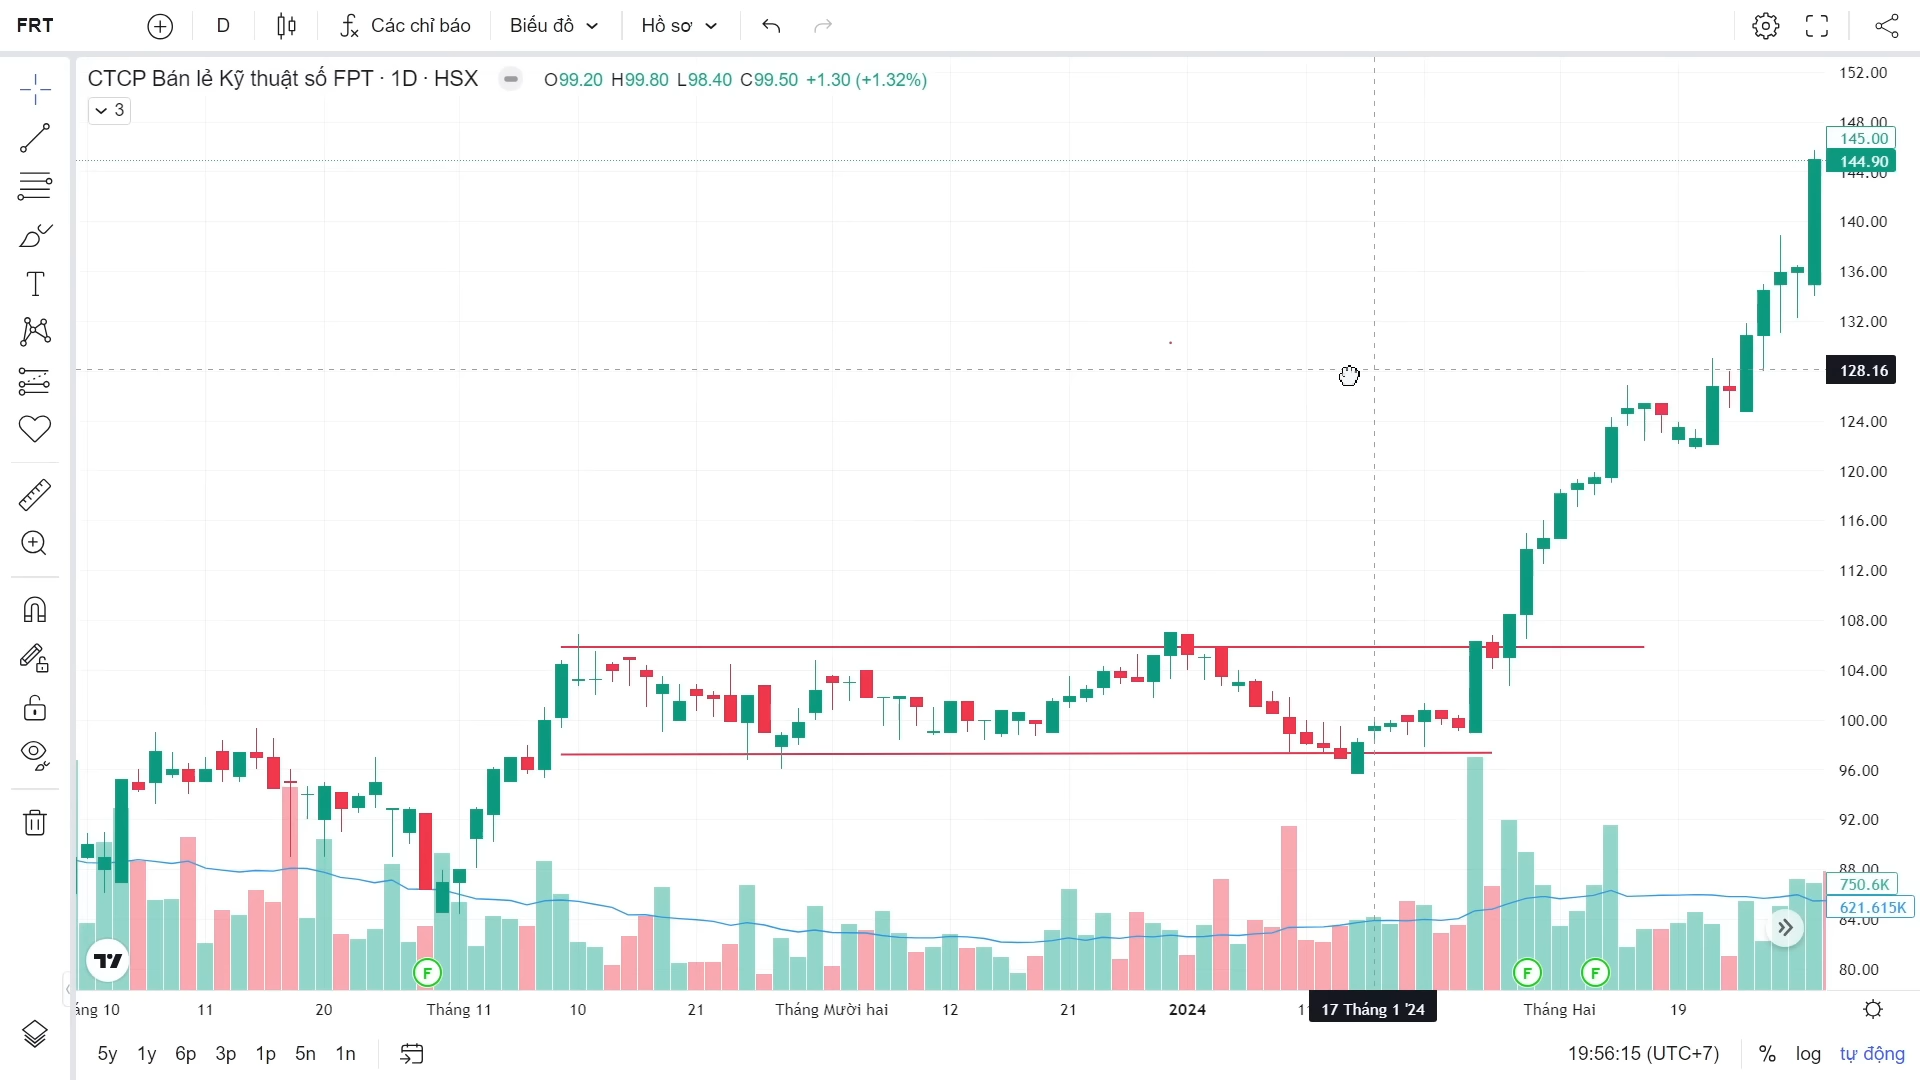 FRT
D
Các chỉ báo
Biểu đồ
Hồ sơ
CTCP Bán lẻ Kỹ thuật số FPT · 1D · HSX
O99.20 H99.80 L98.40 C99.50 +1.30 (+1.32%)
3
152.00
148.00
145.00
144.90
144.00
140.00
136.00
132.00
128.16
124.00
120.00
116.00
112.00
108.00
104.00
100.00
96.00
92.00
88.00
750.6K
621.615K
84.00
80.00
F
F
F
áng 10
11
20
Tháng 11
10
21
Tháng Mười hai
12
21
2024
11
17 Tháng 1 '24
Tháng Hai
19
5y
1y
6p
3p
1p
5n
1n
19:56:15 (UTC+7)
%
log
tự động